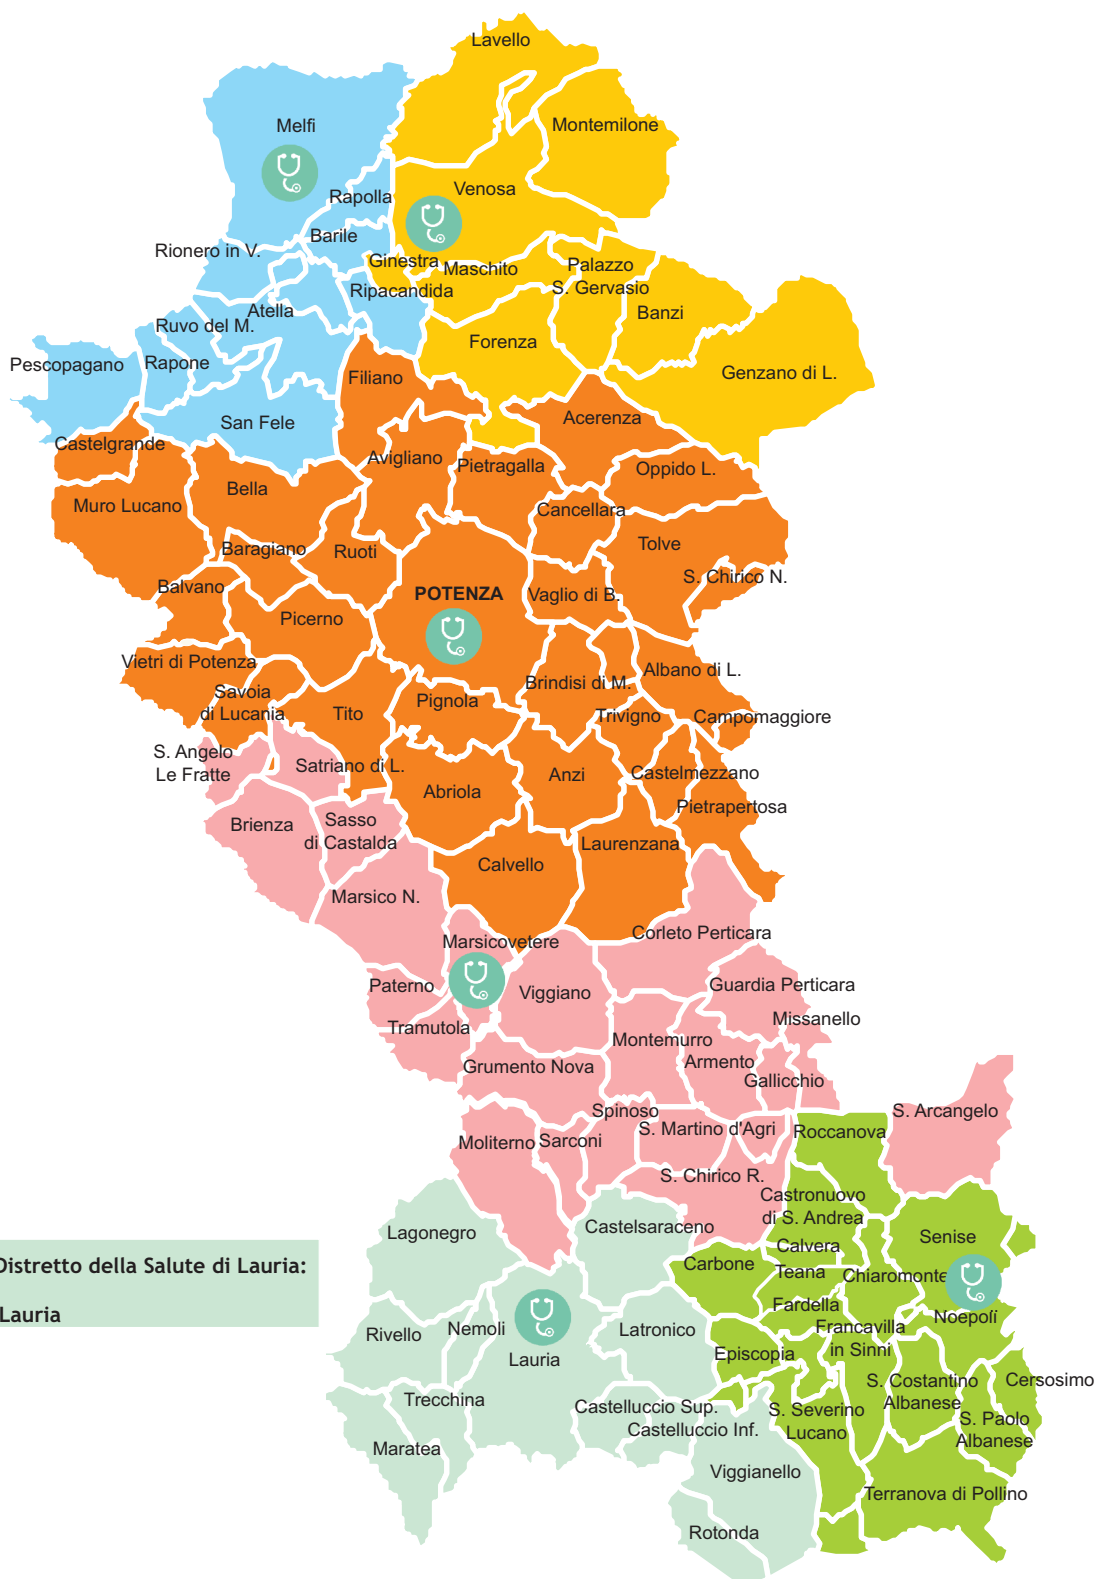 Lavello
Melfi
Montemilone
Rapolla
Venosa
Barile
Rionero in V.
Ginestra
Maschito
Palazzo
S. Gervasio
Ripacandida
Atella
Banzi
Ruvo del M.
Forenza
Pescopagano
Rapone
Genzano di L.
Filiano
San Fele
Acerenza
Castelgrande
Avigliano
Pietragalla
Oppido L.
Bella
Muro Lucano
Cancellara
Baragiano
Ruoti
Tolve
S. Chirico N.
Balvano
POTENZA
Vaglio di B.
Picerno
Vietri di Potenza
Albano di L.
Brindisi di M.
Savoia
di Lucania
Tito
Pignola
Trivigno
Campomaggiore
S. Angelo
Le Fratte
Satriano di L.
Anzi
Castelmezzano
Abriola
Pietrapertosa
Brienza
Sasso
di Castalda
Laurenzana
Calvello
Marsico N.
Corleto Perticara
Marsicovetere
Paterno
Viggiano
Guardia Perticara
Missanello
Tramutola
Montemurro
Armento
Grumento Nova
Gallicchio
Spinoso
S. Arcangelo
Moliterno
Sarconi
S. Martino d'Agri
Roccanova
S. Chirico R.
Castronuovo
di S. Andrea
Lagonegro
Castelsaraceno
Senise
Calvera
Carbone
Teana
Chiaromonte
Distretto della Salute di Lauria:
Lauria
Fardella
Noepoli
Francavilla
in Sinni
Rivello
Nemoli
Latronico
Episcopia
Lauria
S. Costantino
Albanese
Cersosimo
Trecchina
Castelluccio Sup.
Castelluccio Inf.
S. Severino
Lucano
S. Paolo
Albanese
Maratea
Viggianello
Terranova di Pollino
Rotonda